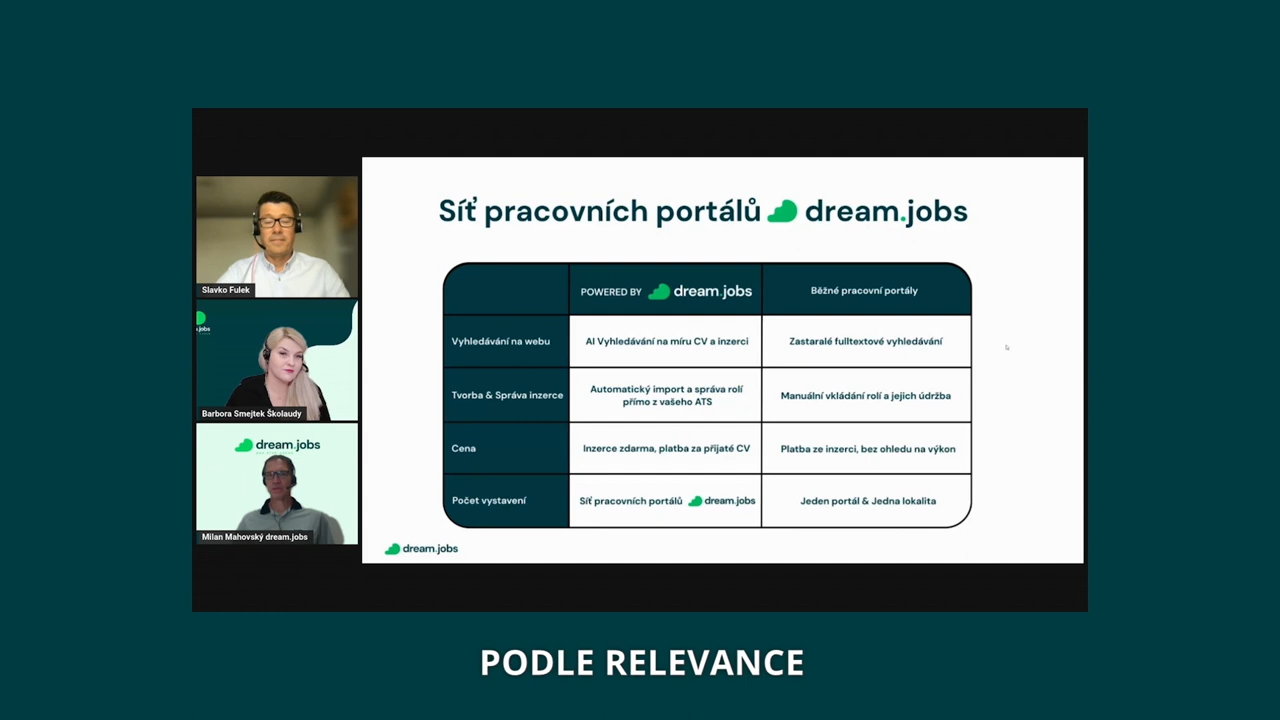 Síť pracovních portálů dream.jobs
POWERED BY dream.jobs
Běžné pracovní portály
Vyhledávání na webu
AI Vyhledávání na míru CV a inzerci
Zastaralé fulltextové vyhledávání
Tvorba & Správa inzerce
Automatický import a správa rolí
přímo z vašeho ATS
Manuální vkládání rolí a jejich údržba
Cena
Inzerce zdarma, platba za přijaté CV
Platba ze inzerci, bez ohledu na výkon
Počet vystavení
Síť pracovních portálů dream.jobs
Jeden portál & Jedna lokalita
dream.jobs
Slavko Fulek
.jobs
Barbora Smejtek Školaudy
dream.jobs
Milan Mahovský dream.jobs
PODLE RELEVANCE